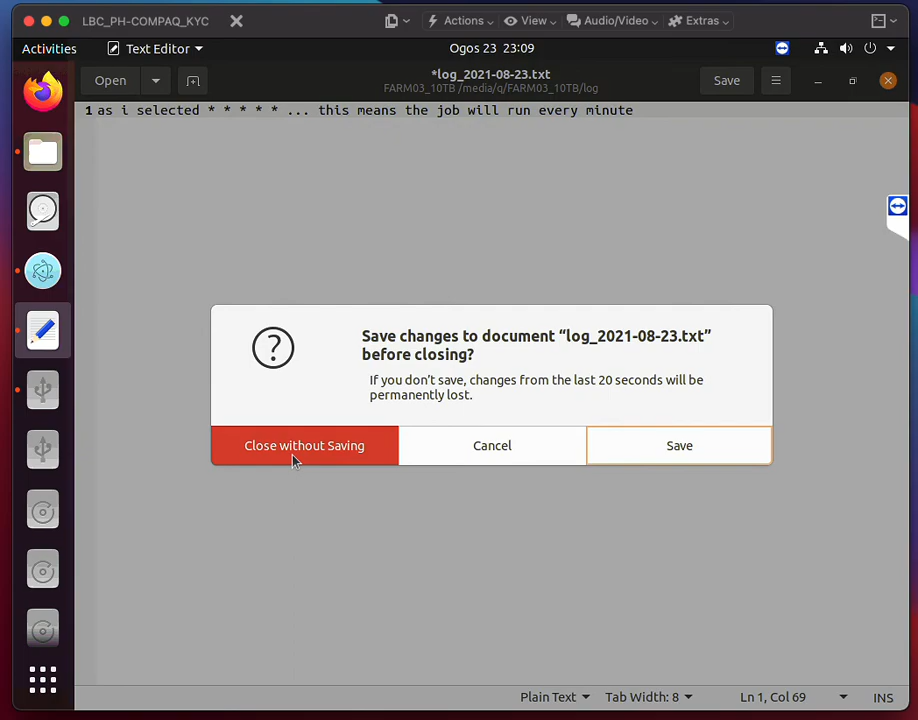 LBC_PH-COMPAQ_KYC
Actions
View
Audio/Video
Extras
Activities
Text Editor
Ogos 23 23:09
Open
*log_2021-08-23.txt
FARM03_10TB /media/q/FARM03_10TB/log
Save
1 as i selected * * * * * ... this means the job will run every minute
Save changes to document “log_2021-08-23.txt”
before closing?
If you don’t save, changes from the last 20 seconds will be
permanently lost.
Close without Saving
Cancel
Save
Plain Text
Tab Width: 8
Ln 1, Col 69
INS